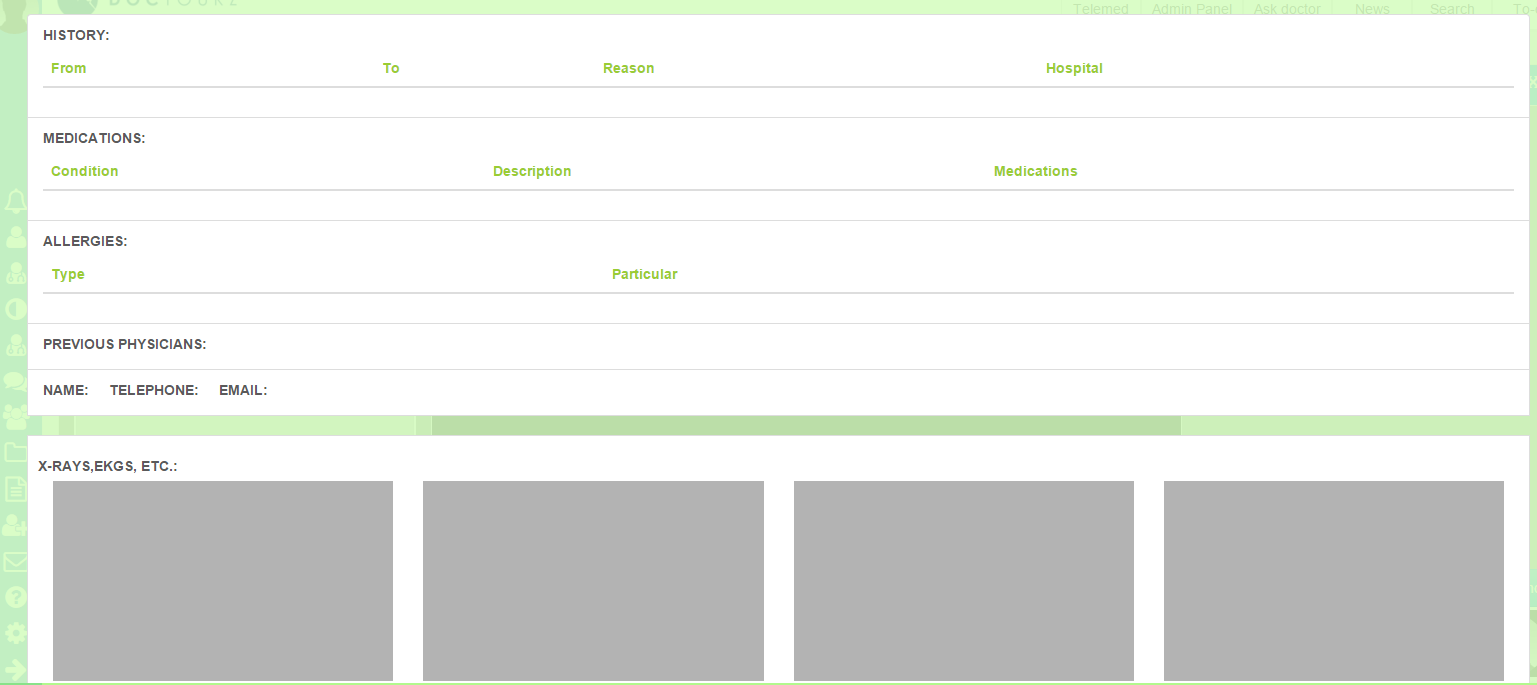 DOCTOURZ
Telemed Admin Panel Ask doctor News Search
HISTORY:
From To Reason Hospital
MEDICATIONS:
Condition Description Medications
ALLERGIES:
Type Particular
PREVIOUS PHYSICIANS:
NAME: TELEPHONE: EMAIL:
X-RAYS,EKGS, ETC.: